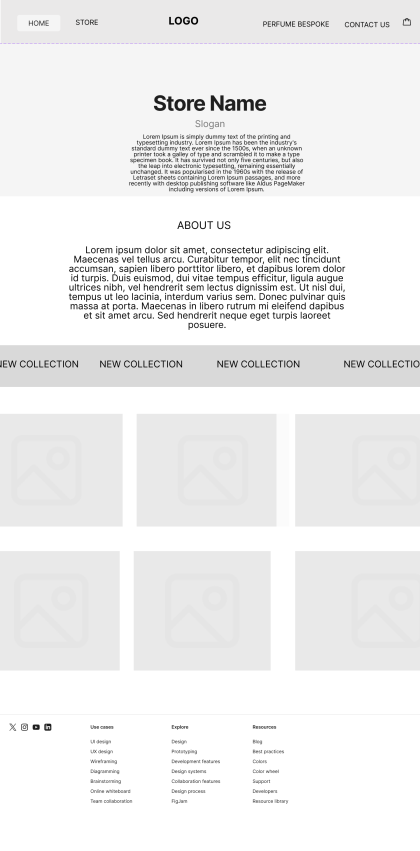 HOME
STORE
LOGO
PERFUME BESPOKE
CONTACT US
Store Name
Slogan
Lorem Ipsum is simply dummy text of the printing and
typesetting industry. Lorem Ipsum has been the industry's
standard dummy text ever since the 1500s, when an unknown
printer took a galley of type and scrambled it to make a type
specimen book. It has survived not only five centuries, but also
the leap into electronic typesetting, remaining essentially
unchanged. It was popularised in the 1960s with the release of
Letraset sheets containing Lorem Ipsum passages, and more
recently with desktop publishing software like Aldus PageMaker
including versions of Lorem Ipsum.
ABOUT US
Lorem ipsum dolor sit amet, consectetur adipiscing elit.
Maecenas vel tellus arcu. Curabitur tempor, elit nec tincidunt
accumsan, sapien libero porttitor libero, et dapibus lorem dolor
id turpis. Duis euismod, dui vitae tempus efficitur, ligula augue
ultrices nibh, vel hendrerit sem lectus dignissim est. Ut nisl dui,
tempus ut leo lacinia, interdum varius sem. Donec pulvinar quis
massa at porta. Maecenas in libero rutrum mi eleifend dapibus
et sit amet arcu. Sed hendrerit neque eget turpis laoreet
posuere.
NEW COLLECTION NEW COLLECTION NEW COLLECTION NEW COLLECTIO
Use cases
UI design
UX design
Wireframing
Diagramming
Brainstorming
Online whiteboard
Team collaboration
Explore
Design
Prototyping
Development features
Design systems
Collaboration features
Design process
FigJam
Resources
Blog
Best practices
Colors
Color wheel
Support
Developers
Resource library